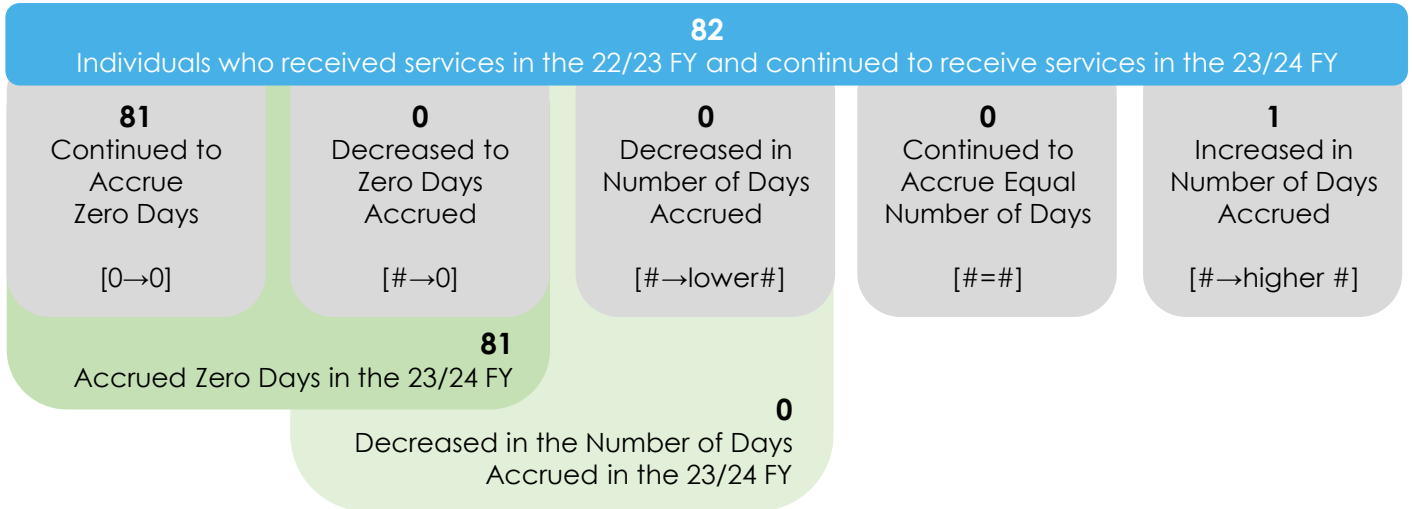 82
Individuals who received services in the 22/23 FY and continued to receive services in the 23/24 FY
81
Continued to
Accrue
Zero Days
[0→0]
0
Decreased to
Zero Days
Accrued
[#→0]
0
Decreased in
Number of Days
Accrued
[#→lower#]
0
Continued to
Accrue Equal
Number of Days
[#=#]
1
Increased in
Number of Days
Accrued
[#→higher #]
81
Accrued Zero Days in the 23/24 FY
0
Decreased in the Number of Days
Accrued in the 23/24 FY